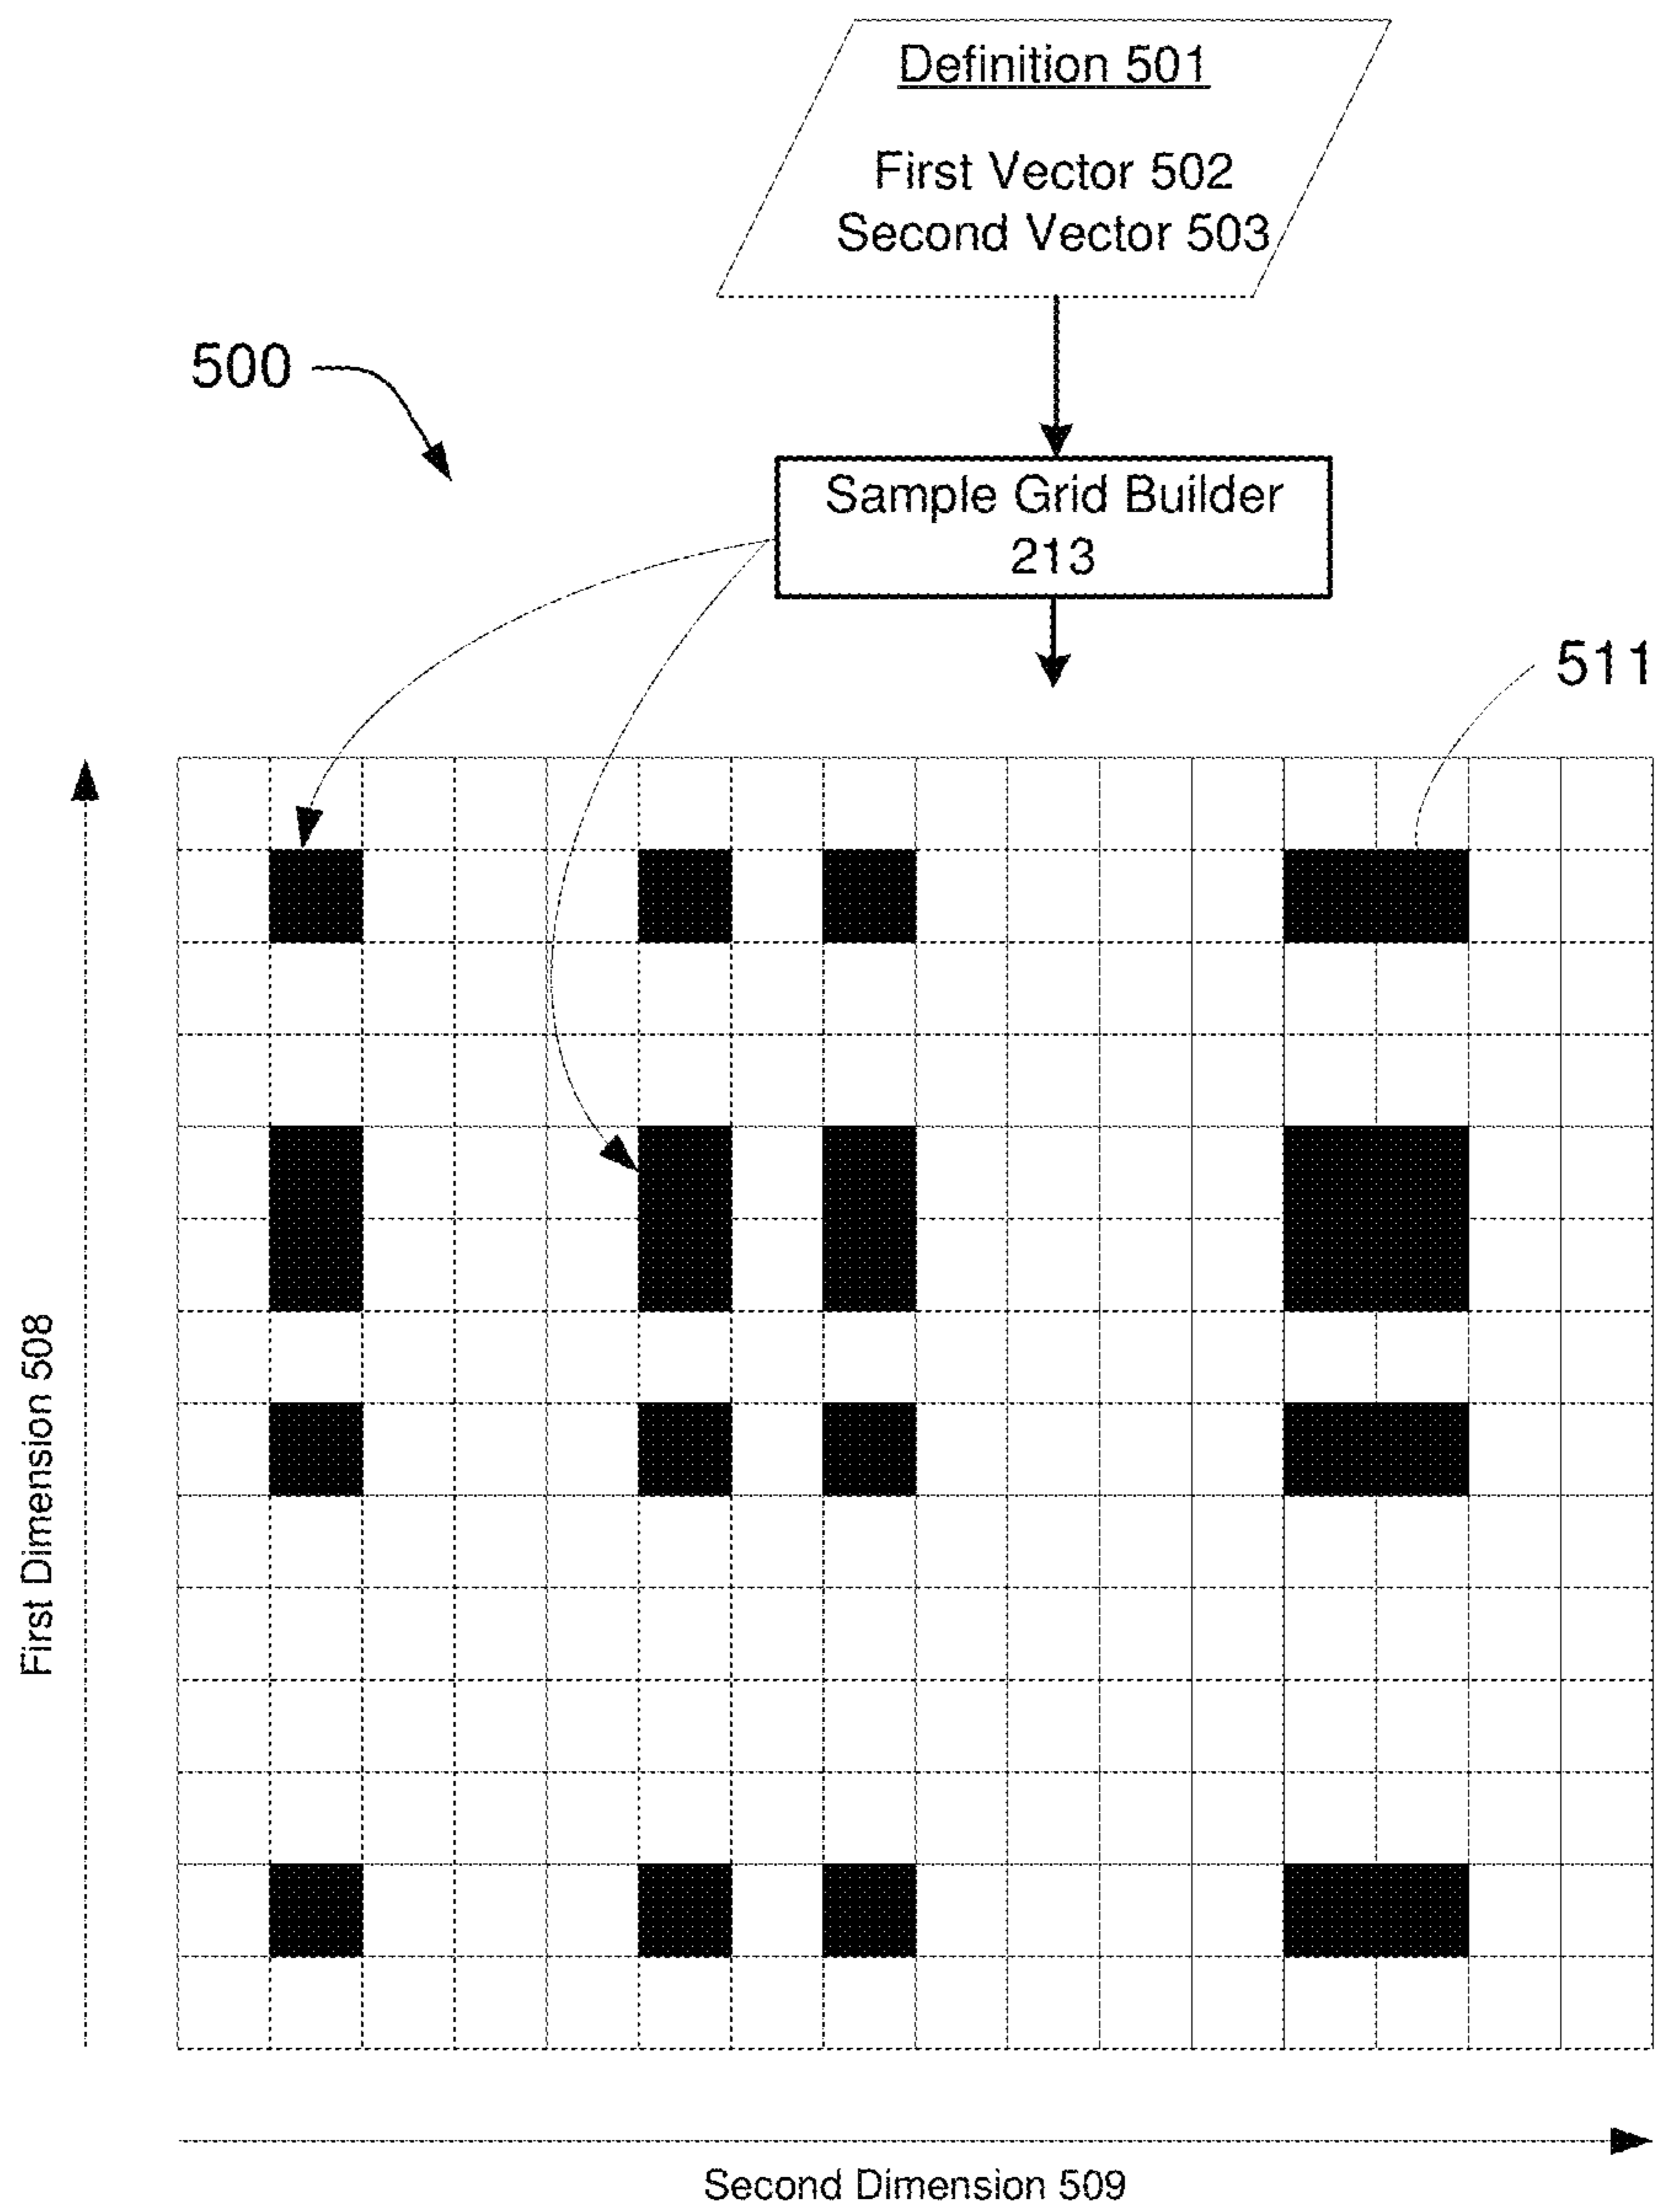 Definition 501
First Vector 502
Second Vector 503
500
Sample Grid Builder
213
511
First Dimension 508
Second Dimension 509